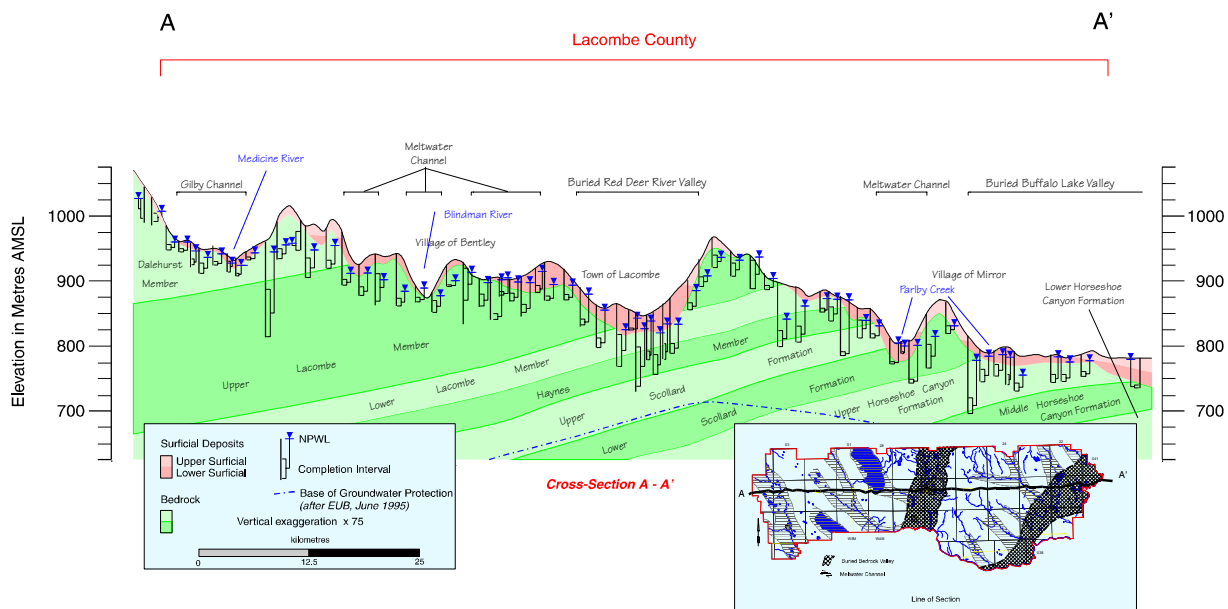 A
A'
Lacombe County
Meltwater
Channel
Medicine River
Gilby Channel
Buried Red Deer River Valley
Meltwater Channel
Buried Buffalo Lake Valley
Blindman River
Village of Bentley
Town of Lacombe
Village of Mirror
Parlby Creek
Lower Horseshoe
Canyon Formation
Elevation in Metres AMSL
1000
900
800
700
1000
900
800
700
Dalehurst
Member
Upper Lacombe Member
Lower Lacombe Member
Haynes Member
Upper Scollard Formation
Lower Scollard Formation
Upper Horseshoe Canyon
Formation
Middle Horseshoe
Canyon Formation
Surficial Deposits
Upper Surficial
Lower Surficial
Bedrock
NPWL
Completion Interval
Base of Groundwater Protection
(after EUB, June 1995)
Vertical exaggeration x 75
kilometres
0
12.5
25
Cross-Section A - A'
A
A'
Buried Bedrock Valley
Meltwater Channel
Line of Section